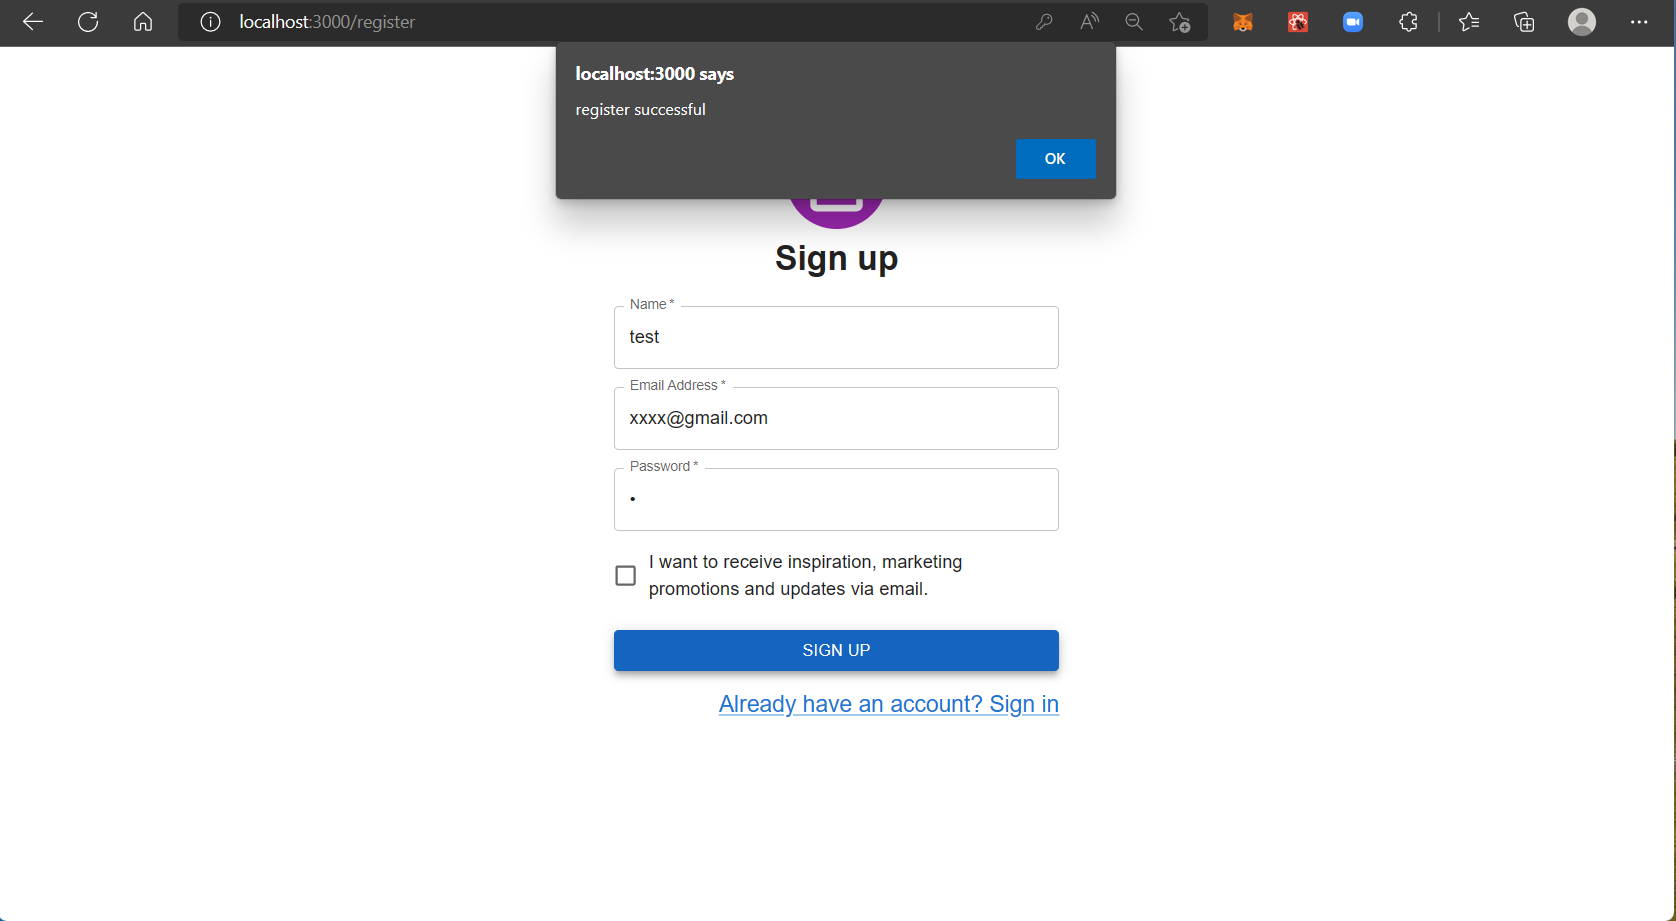 localhost:3000/register
localhost:3000 says
register successful
OK
Sign up
Name *
test
Email Address *
xxxx@gmail.com
Password *
•
I want to receive inspiration, marketing
promotions and updates via email.
SIGN UP
Already have an account? Sign in